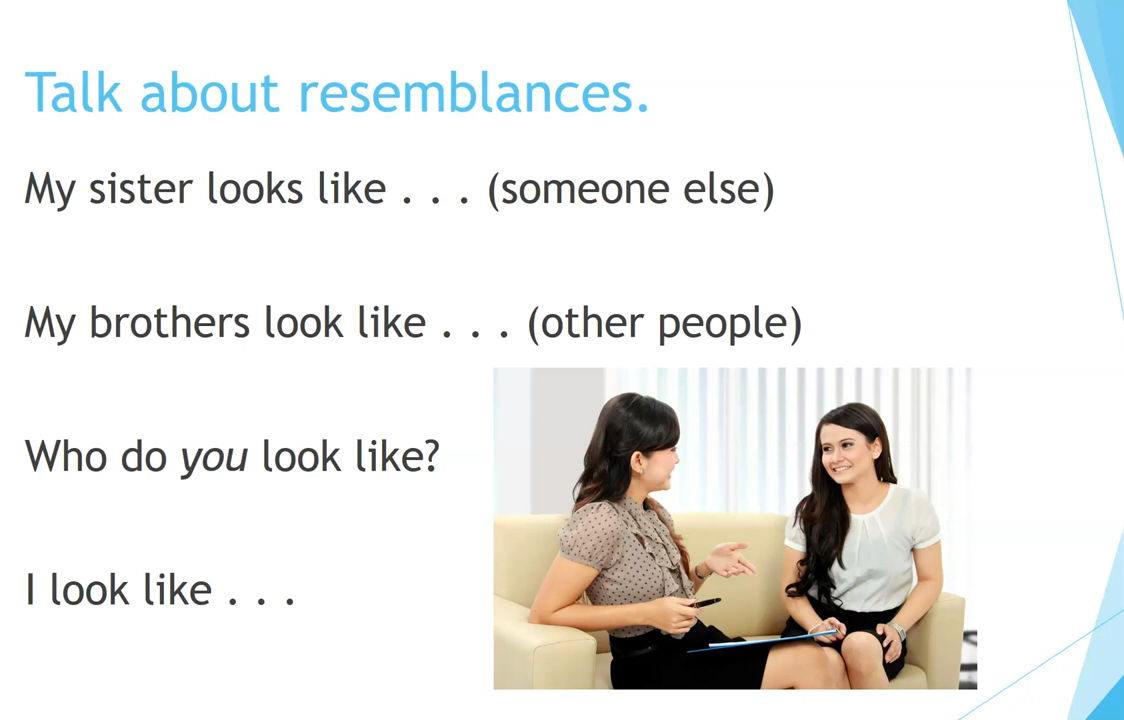 Talk about resemblances.
My sister looks like . . . (someone else)
My brothers look like . . . (other people)
Who do you look like?
I look like . . .